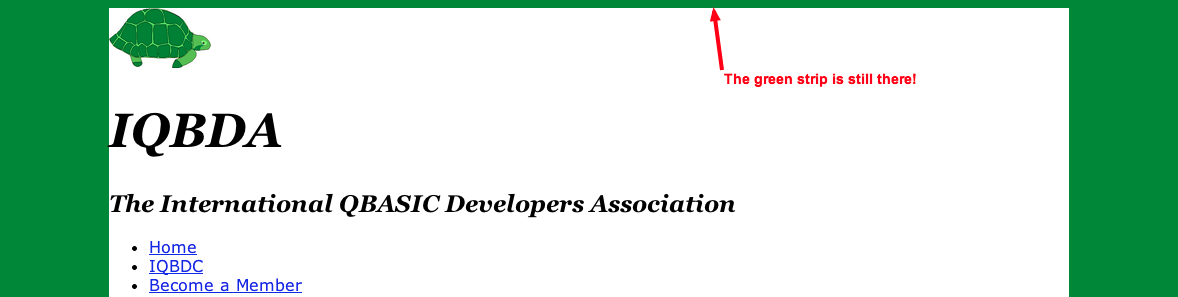 The green strip is still there!
IQBDA
The International QBASIC Developers Association
Home
IQBDC
Become a Member